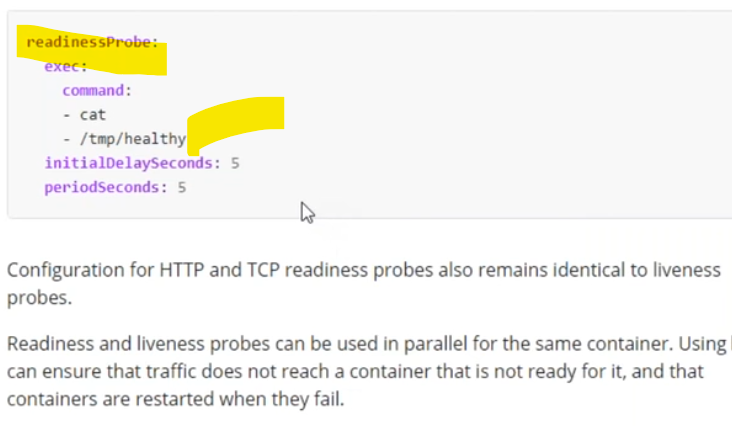 readinessProbe:
exec:
command:
- cat
- /tmp/healthy
initialDelaySeconds: 5
periodSeconds: 5
Configuration for HTTP and TCP readiness probes also remains identical to liveness
probes.
Readiness and liveness probes can be used in parallel for the same container. Using
can ensure that traffic does not reach a container that is not ready for it, and that
containers are restarted when they fail.